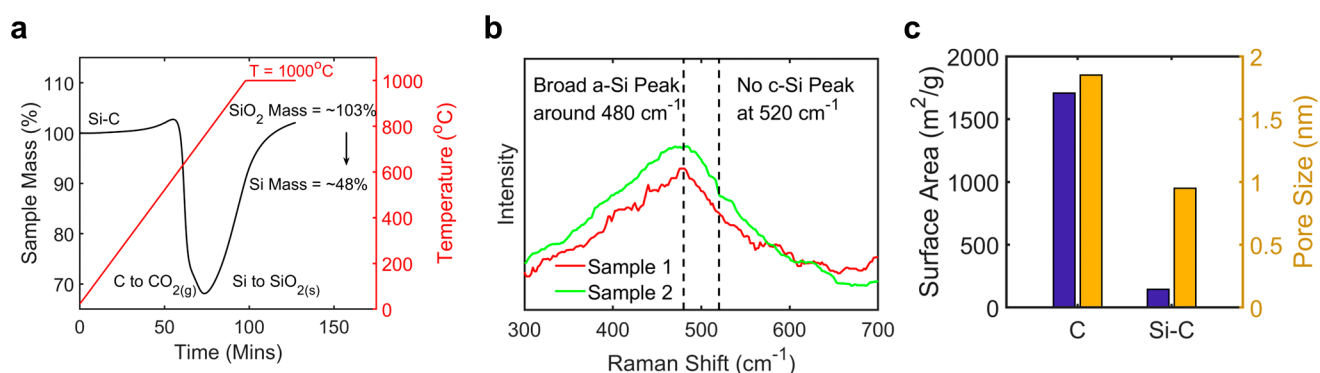 a
T = 1000°C
110
100
90
80
70
Sample Mass (%)
Si-C
SiO₂ Mass = ~103%
Si Mass = ~48%
C to CO₂(g)
Si to SiO₂(s)
0
50
100
150
Time (Mins)
1000
800
600
400
200
0
Temperature (°C)
b
Broad a-Si Peak
around 480 cm⁻¹
No c-Si Peak
at 520 cm⁻¹
Intensity
Sample 1
Sample 2
300
400
500
600
700
Raman Shift (cm⁻¹)
c
2000
1500
1000
500
0
Surface Area (m²/g)
C
Si-C
2
1.5
1
0.5
0
Pore Size (nm)